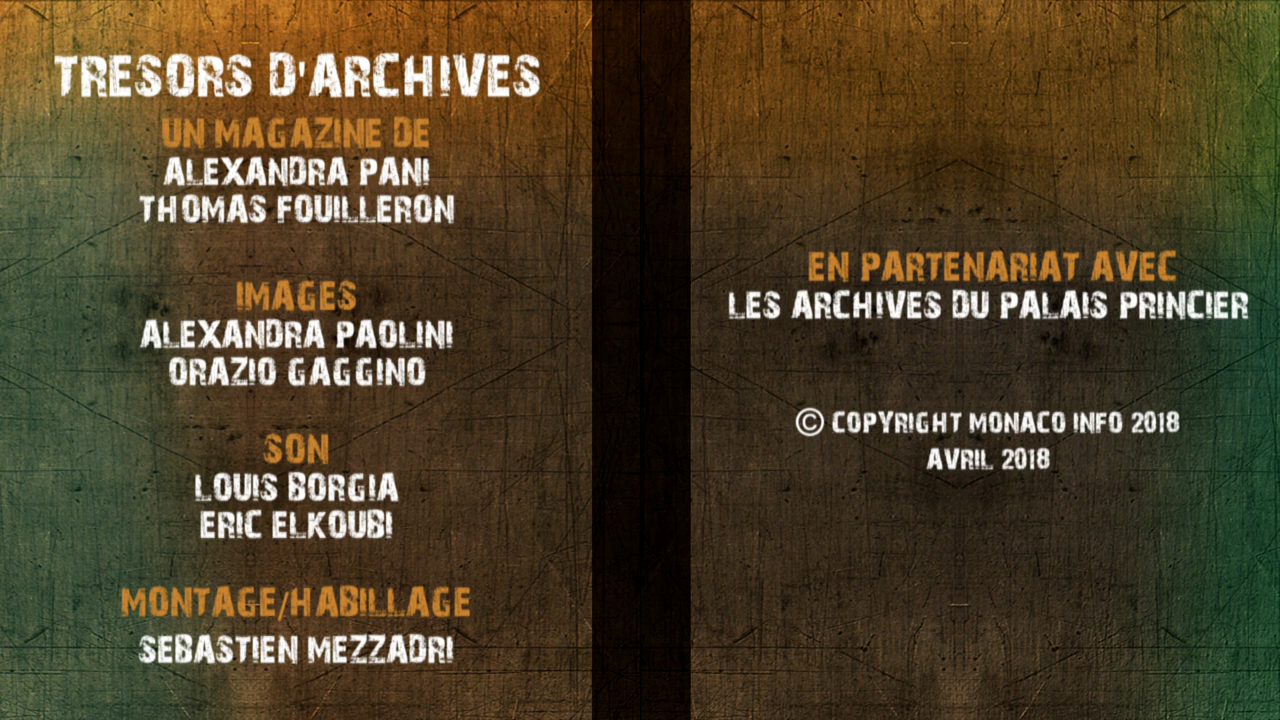 TRESORS D'ARCHIVES
UN MAGAZINE DE
ALEXANDRA PANI
THOMAS FOUILLERON
IMAGES
ALEXANDRA PAOLINI
ORAZIO GAGGINO
SON
LOUIS BORGIA
ERIC ELKOUBI
MONTAGE/HABILLAGE
SEBASTIEN MEZZADRI
EN PARTENARIAT AVEC
LES ARCHIVES DU PALAIS PRINCIER
© COPYRIGHT MONACO INFO 2018
AVRIL 2018